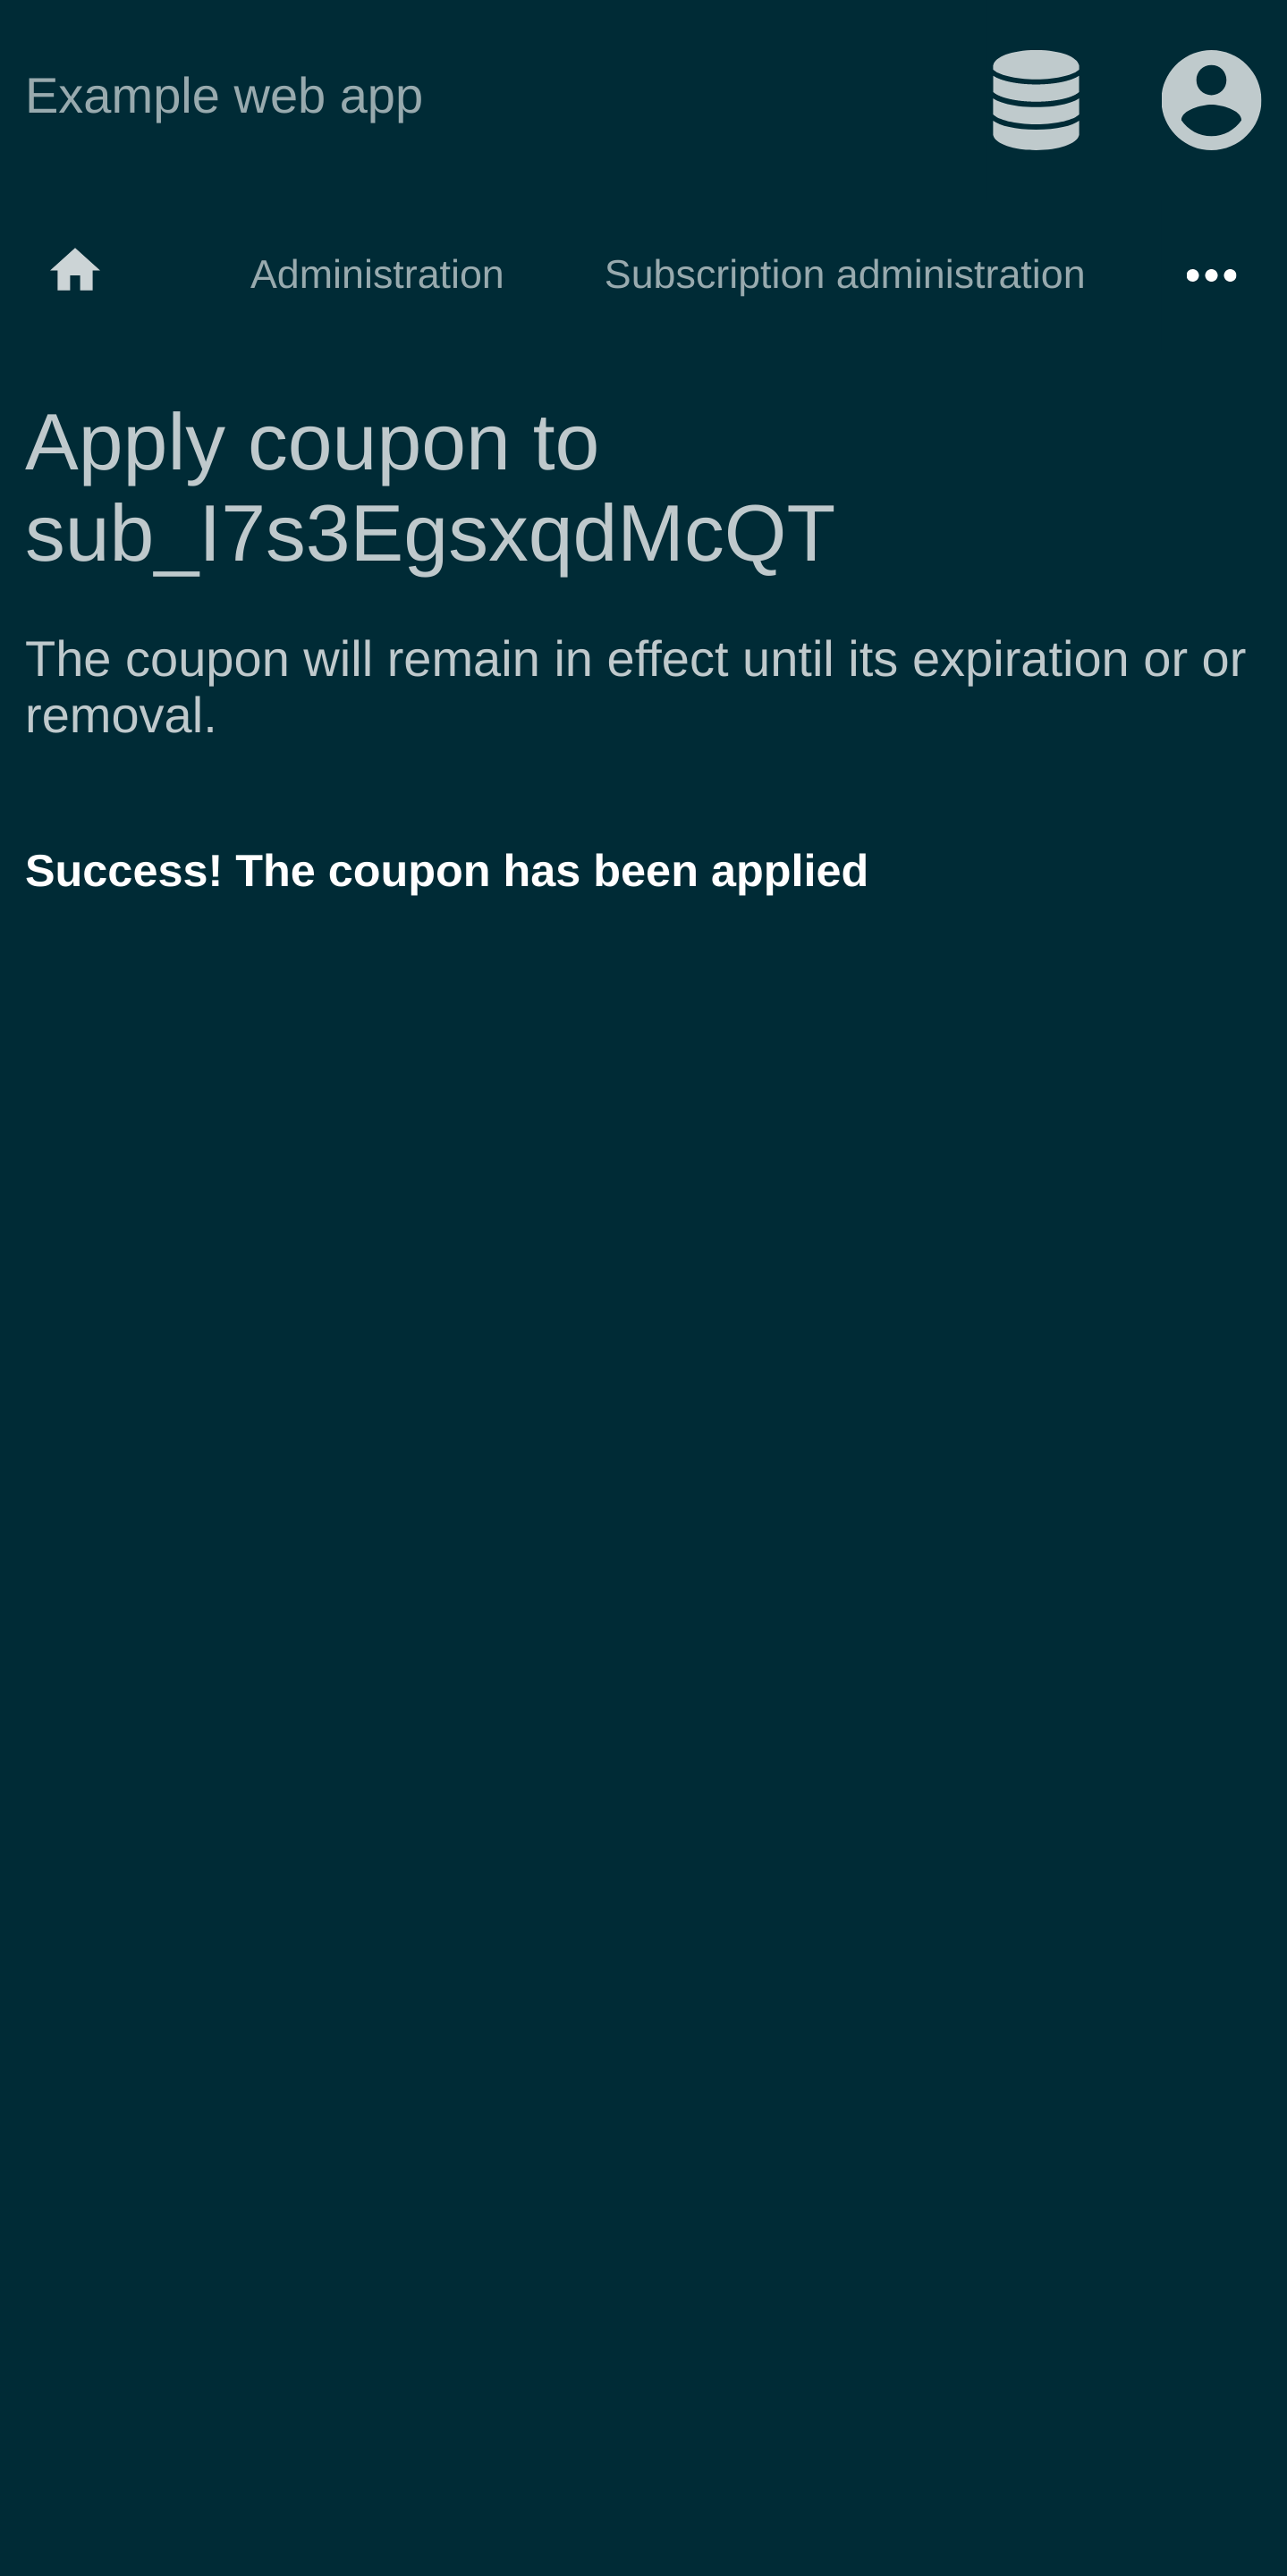 Example web app
Administration
Subscription administration
Apply coupon to
sub_I7s3EgsxqdMcQT
The coupon will remain in effect until its expiration or or
removal.
Success! The coupon has been applied